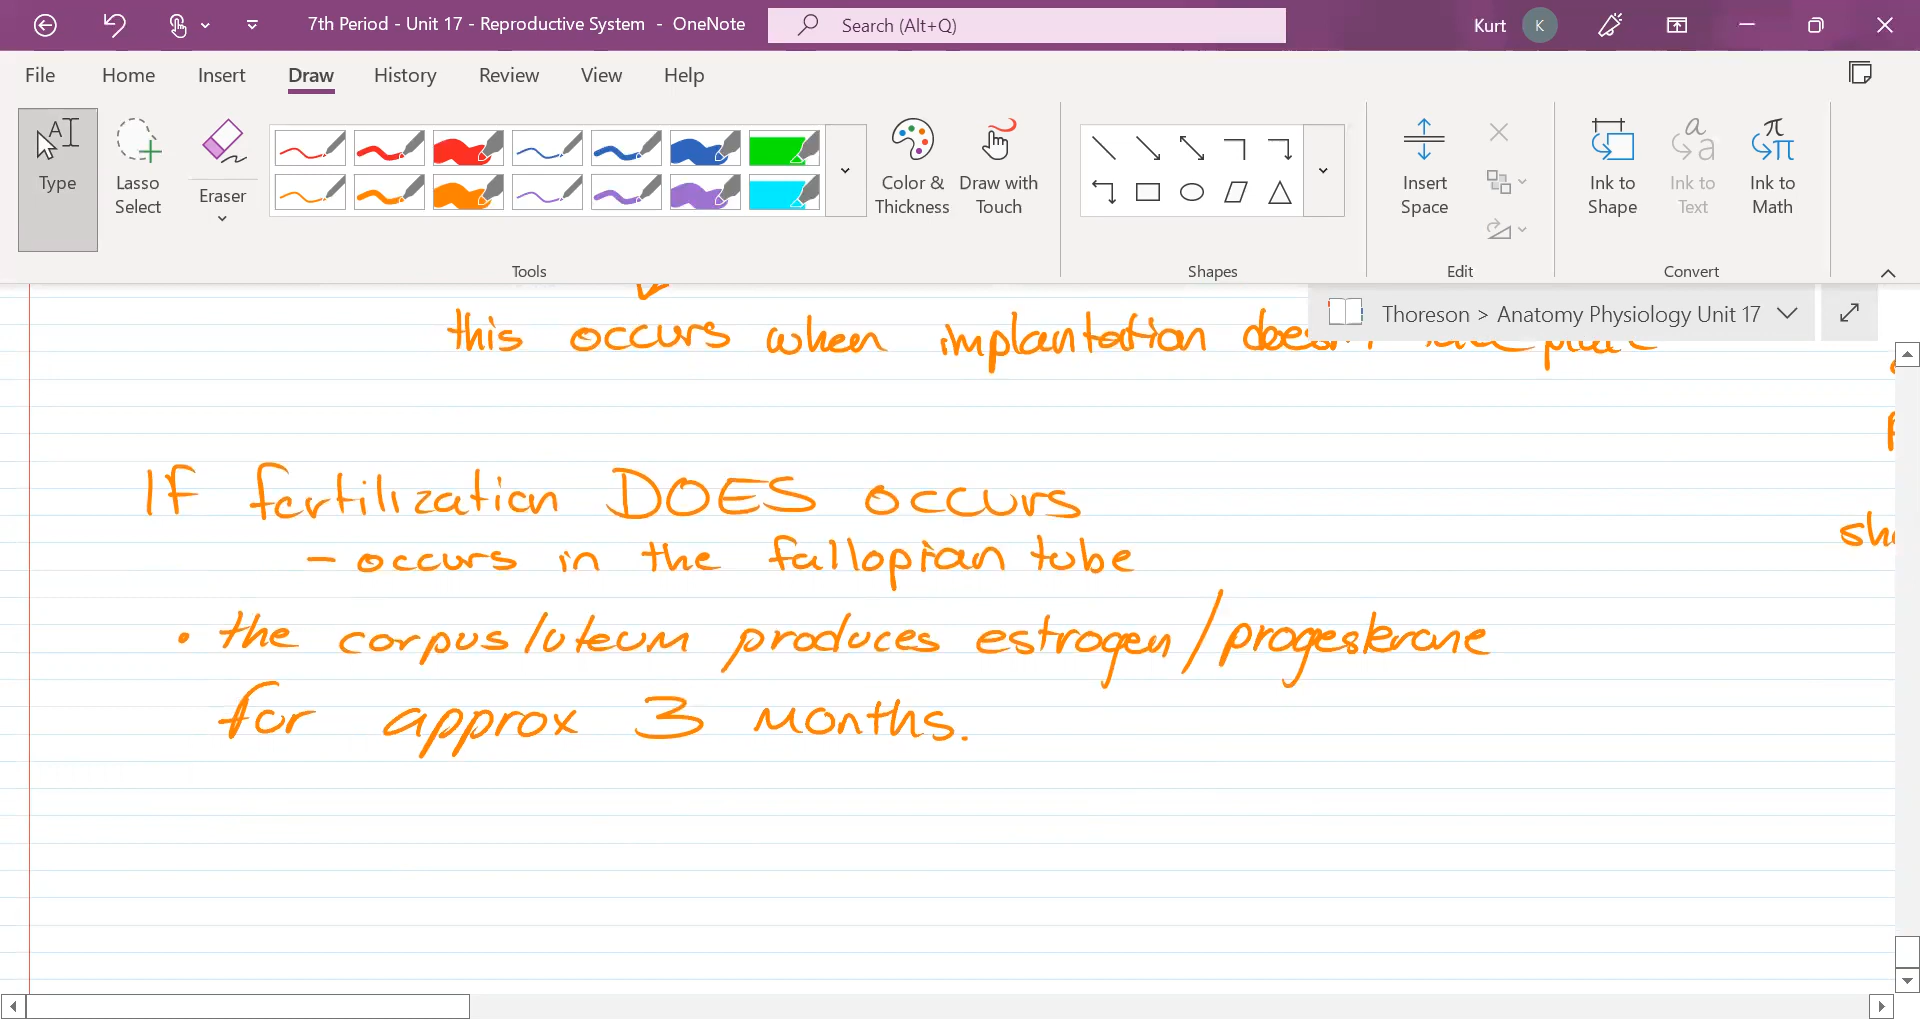 7th Period - Unit 17 - Reproductive System - OneNote
Search (Alt+Q)
Kurt
K
File Home Insert Draw History Review View Help
Type
Lasso Select
Eraser
Color & Thickness
Draw with Touch
Insert Space
Ink to Shape
Ink to Text
Ink to Math
Tools
Shapes
Edit
Convert
Thoreson > Anatomy Physiology Unit 17
this occurs when implantation
If fertilization DOES occurs
- occurs in the fallopian tube
• the corpus luteum produces estrogen/progesterone
for approx 3 months.